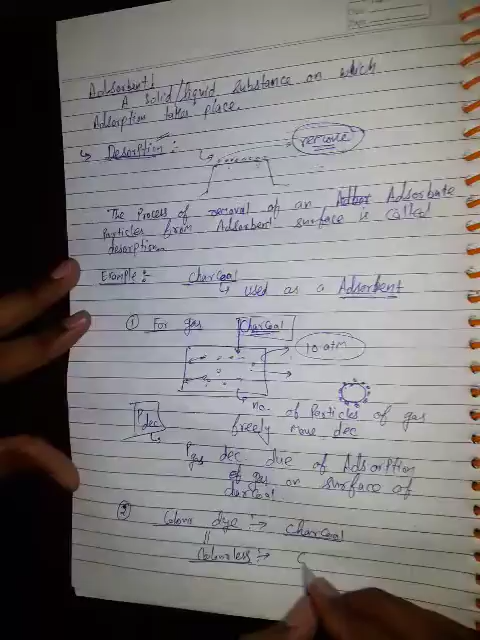 Adsorbent!
A solid/liquid substance on which
Adsorption takes place.
↳ Desorption :
remove
The Process of removal of an Adsorbate
Particles from Adsorbent surface is called
desorption.
Example:- Charcoal
↳ used as a Adsorbent
① For gas Charcoal
10 atm
↳ No. of Particles of gas
freely move dec
P dec
Pgas dec due of Adsorption
of gas on surface of
charcoal
② Colour dye :→ Charcoal
Colourless :→